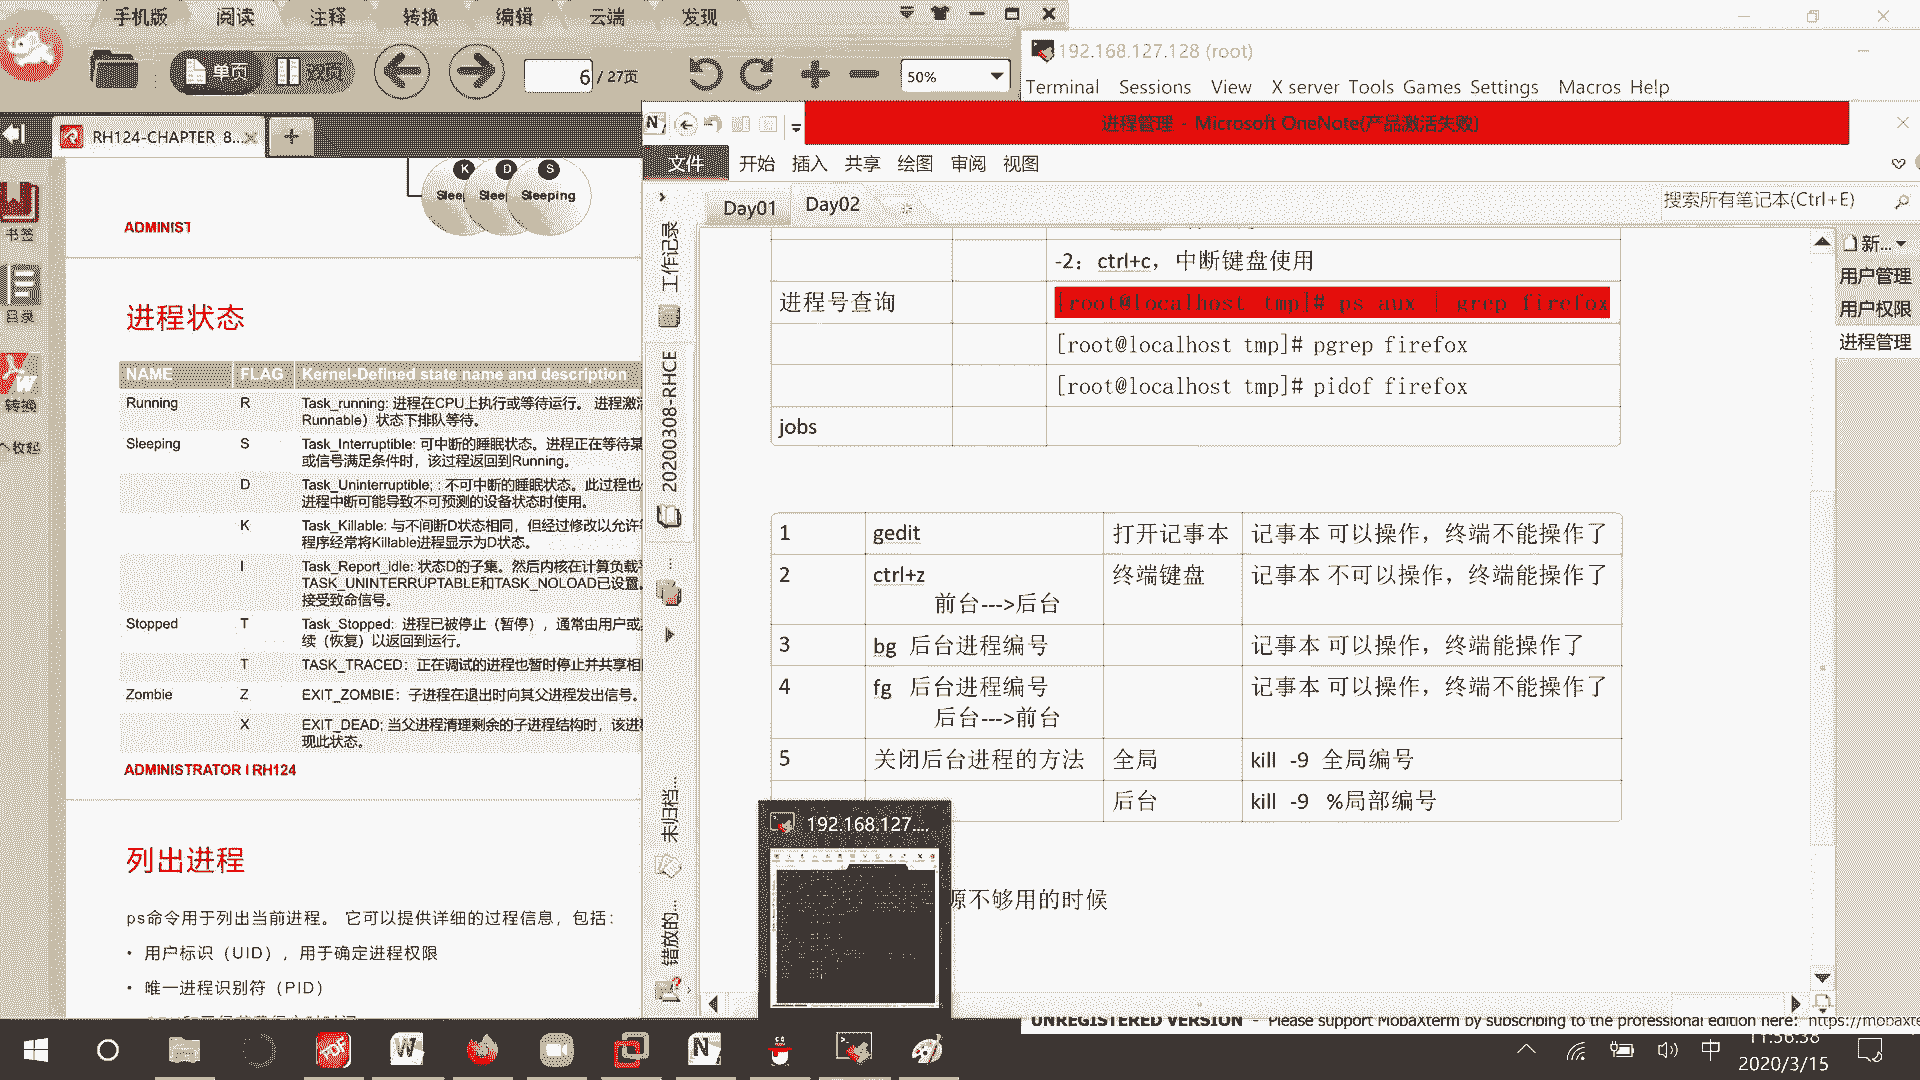 手机版 阅读 注释 转换 编辑 云端 发现
单页 双页 6 / 27页 50%
RH124-CHAPTER 8...
书签
目录
转换
收起
K D S
Slee Slee Sleeping
ADMINIST
进程状态
NAME FLAG Kernel-Defined state name and description
Running R Task_running: 进程在CPU上执行或等待运行。 进程激
Runnable）状态下排队等待。
Sleeping S Task_Interruptible: 可中断的睡眠状态。进程正在等待某
或信号满足条件时，该过程返回到Running。
D Task_Uninterruptible; : 不可中断的睡眠状态。此过程也
进程中断可能导致不可预测的设备状态时使用。
K Task_Killable: 与不间断D状态相同，但经过修改以允许
程序经常将Killable进程显示为D状态。
I Task_Report_idle: 状态D的子集。然后内核在计算负载
TASK_UNINTERRUPTABLE和TASK_NOLOAD已设置。
接受致命信号。
Stopped T Task_Stopped: 进程已被停止（暂停），通常由用户或
续（恢复）以返回到运行。
T TASK_TRACED：正在调试的进程也暂时停止并共享相
Zombie Z EXIT_ZOMBIE：子进程在退出时向其父进程发出信号。
X EXIT_DEAD; 当父进程清理剩余的子进程结构时，该进
现此状态。
ADMINISTRATOR I RH124
列出进程
ps命令用于列出当前进程。 它可以提供详细的过程信息，包括：
• 用户标识（UID），用于确定进程权限
• 唯一进程识别符（PID）
192.168.127.128 (root)
Terminal Sessions View X server Tools Games Settings Macros Help
进程管理 - Microsoft OneNote(产品激活失败)
文件 开始 插入 共享 绘图 审阅 视图
Day01 Day02
搜索所有笔记本(Ctrl+E)
工作记录
20200308-RHCE
未归档...
错放的...
新...
用户管理
用户权限
进程管理
-2：ctrl+c，中断键盘使用
进程号查询 [root@localhost tmp]# ps aux | grep firefox
[root@localhost tmp]# pgrep firefox
[root@localhost tmp]# pidof firefox
jobs
1 gedit 打开记事本 记事本 可以操作，终端不能操作了
2 ctrl+z 终端键盘 记事本 不可以操作，终端能操作了
前台--->后台
3 bg 后台进程编号 记事本 可以操作，终端能操作了
4 fg 后台进程编号 记事本 可以操作，终端不能操作了
后台--->前台
5 关闭后台进程的方法 全局 kill -9 全局编号
后台 kill -9 %局部编号
192.168.127....
源不够用的时候
UNREGISTERED VERSION - Please support MobaXterm by subscribing to the professional edition here: https://mobaxte
中
11:56:38
2020/3/15